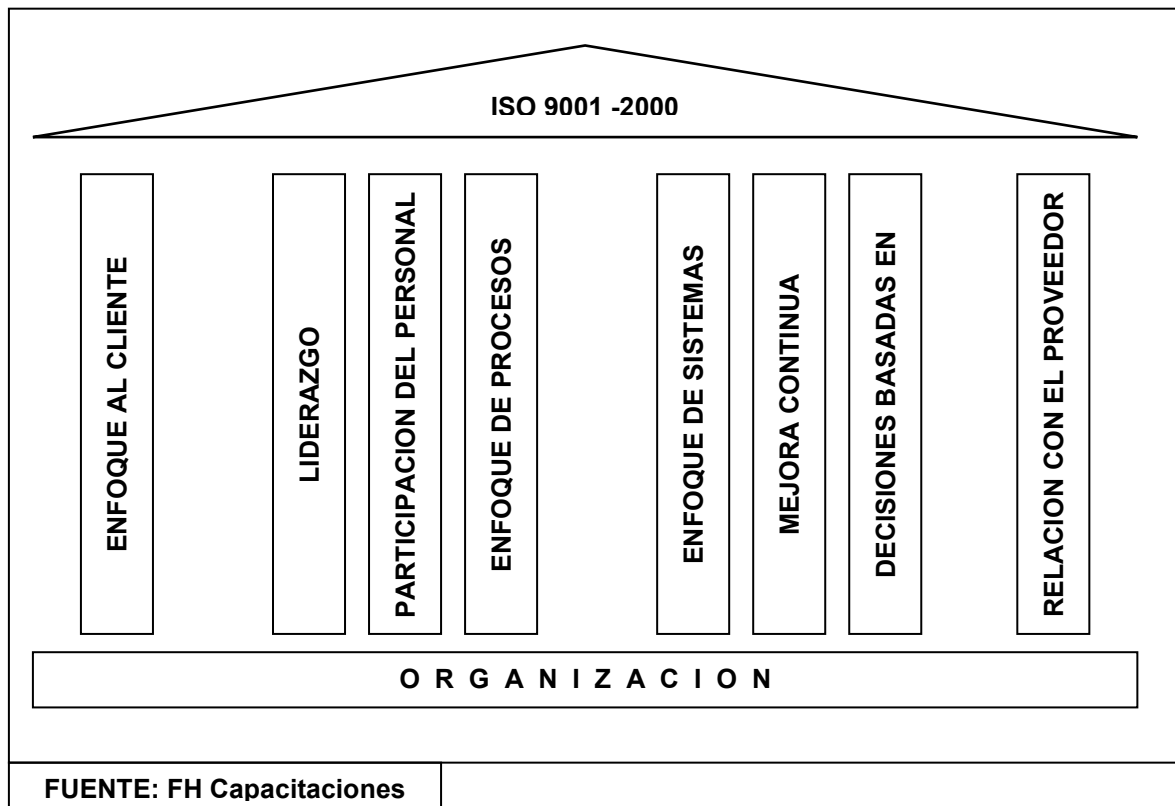 ISO 9001 -2000
ENFOQUE AL CLIENTE
LIDERAZGO
PARTICIPACION DEL PERSONAL
ENFOQUE DE PROCESOS
ENFOQUE DE SISTEMAS
MEJORA CONTINUA
DECISIONES BASADAS EN
RELACION CON EL PROVEEDOR
O R G A N I Z A C I O N
FUENTE: FH Capacitaciones